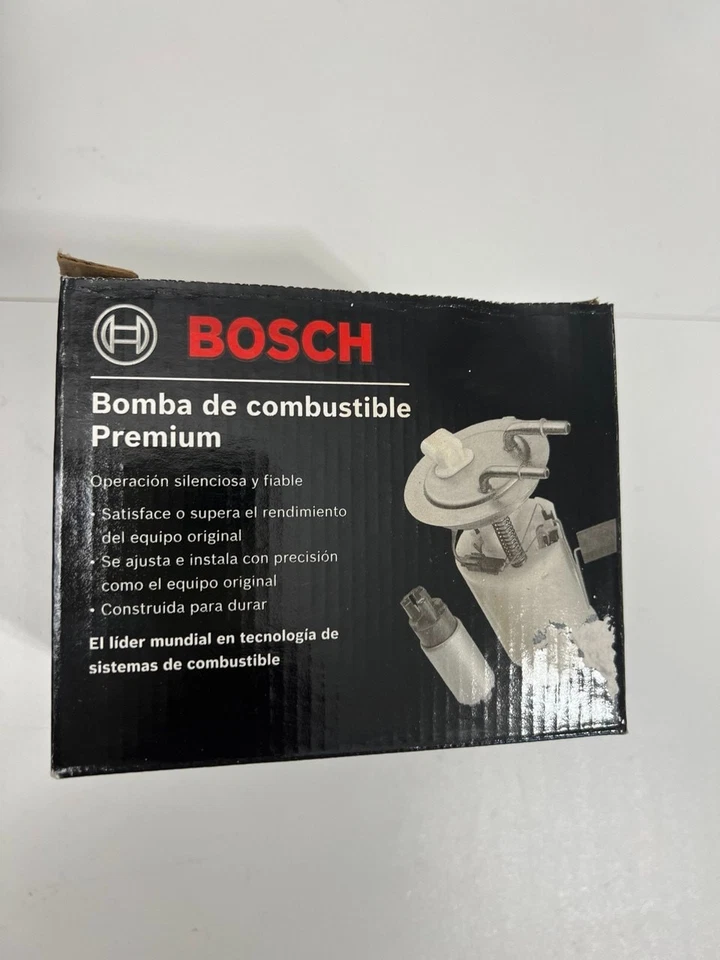 BOSCH
Bomba de combustible
Premium
Operación silenciosa y fiable
• Satisface o supera el rendimiento
del equipo original
• Se ajusta e instala con precisión
como el equipo original
• Construida para durar
El líder mundial en tecnología de
sistemas de combustible